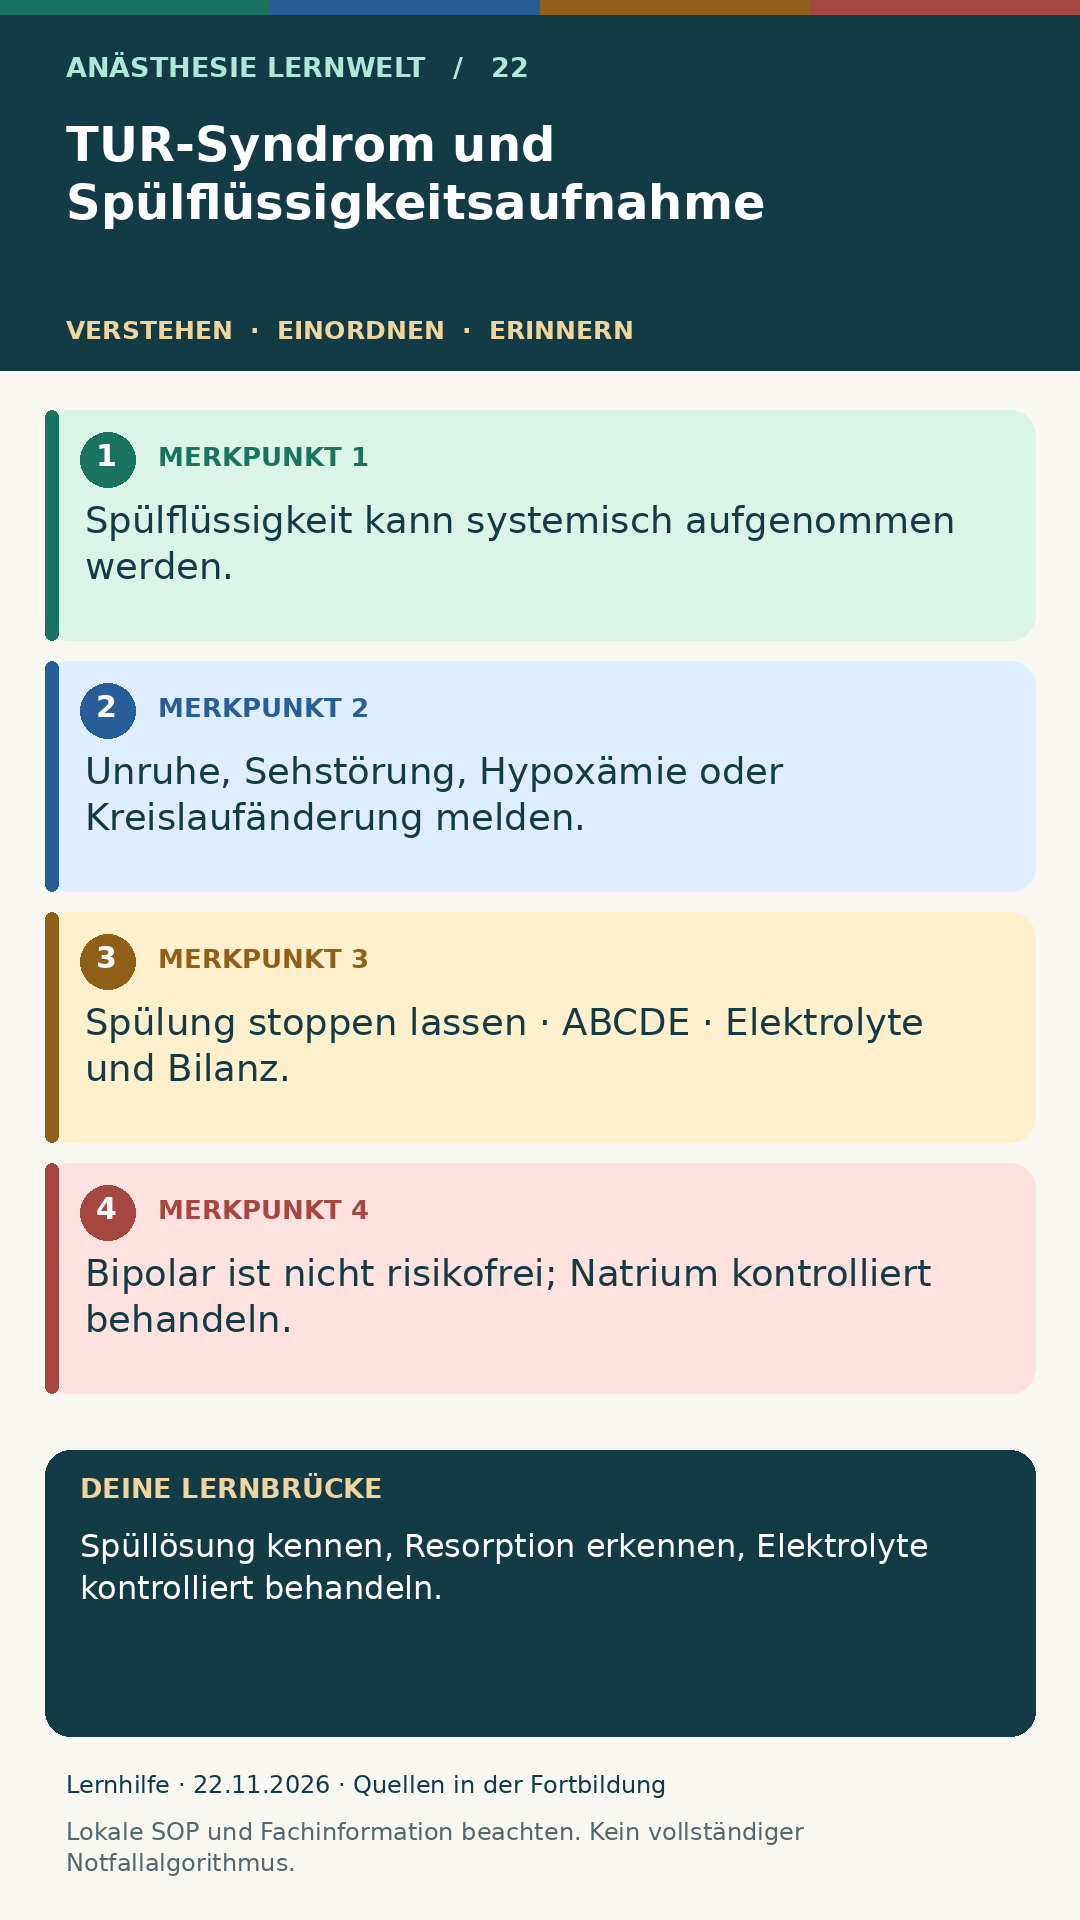 ANÄSTHESIE LERNWELT / 22
TUR-Syndrom und
Spülflüssigkeitsaufnahme
VERSTEHEN · EINORDNEN · ERINNERN
1 MERKPUNKT 1
Spülflüssigkeit kann systemisch aufgenommen
werden.
2 MERKPUNKT 2
Unruhe, Sehstörung, Hypoxämie oder
Kreislaufänderung melden.
3 MERKPUNKT 3
Spülung stoppen lassen · ABCDE · Elektrolyte
und Bilanz.
4 MERKPUNKT 4
Bipolar ist nicht risikofrei; Natrium kontrolliert
behandeln.
DEINE LERNBRÜCKE
Spüllösung kennen, Resorption erkennen, Elektrolyte
kontrolliert behandeln.
Lernhilfe · 22.11.2026 · Quellen in der Fortbildung
Lokale SOP und Fachinformation beachten. Kein vollständiger
Notfallalgorithmus.